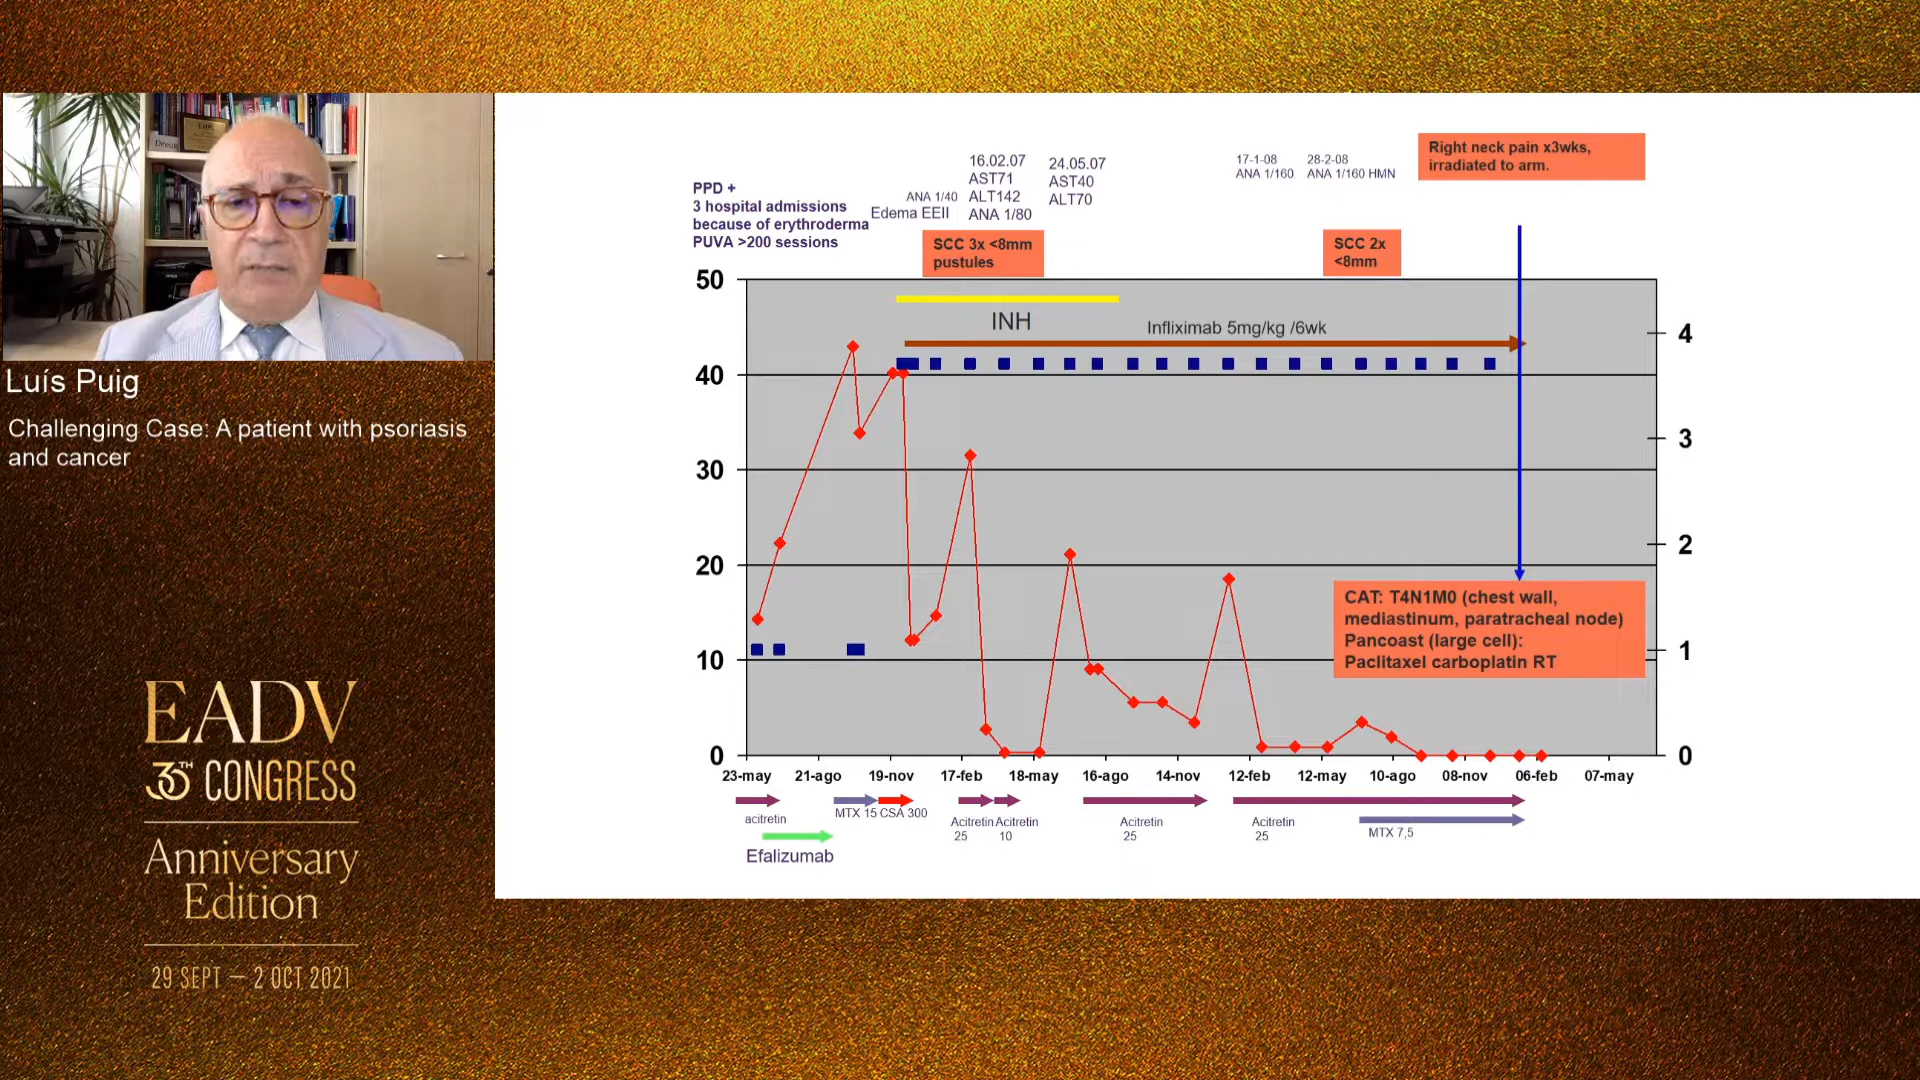 Luís Puig
Challenging Case: A patient with psoriasis
and cancer
EADV
30TH CONGRESS
Anniversary
Edition
29 SEPT — 2 OCT 2021
PPD +
3 hospital admissions
because of erythroderma
PUVA >200 sessions
ANA 1/40
Edema EEII
16.02.07
AST71
ALT142
ANA 1/80
24.05.07
AST40
ALT70
17-1-08
ANA 1/160
28-2-08
ANA 1/160 HMN
Right neck pain x3wks,
irradiated to arm.
SCC 3x <8mm
pustules
SCC 2x
<8mm
INH
Infliximab 5mg/kg /6wk
50
40
30
20
10
0
4
3
2
1
0
CAT: T4N1M0 (chest wall,
mediastinum, paratracheal node)
Pancoast (large cell):
Paclitaxel carboplatin RT
23-may 21-ago 19-nov 17-feb 18-may 16-ago 14-nov 12-feb 12-may 10-ago 08-nov 06-feb 07-may
acitretin
MTX 15 CSA 300
Acitretin
25
Acitretin
10
Acitretin
25
Acitretin
25
MTX 7,5
Efalizumab